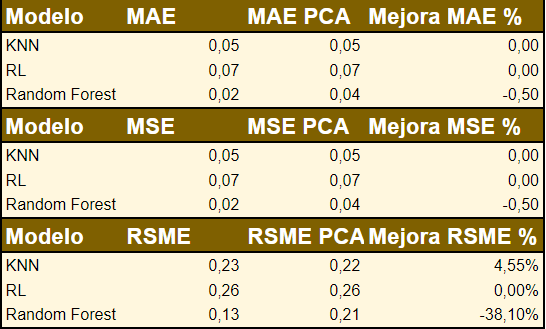 Modelo MAE MAE PCA Mejora MAE %
KNN 0,05 0,05 0,00
RL 0,07 0,07 0,00
Random Forest 0,02 0,04 -0,50
Modelo MSE MSE PCA Mejora MSE %
KNN 0,05 0,05 0,00
RL 0,07 0,07 0,00
Random Forest 0,02 0,04 -0,50
Modelo RSME RSME PCA Mejora RSME %
KNN 0,23 0,22 4,55%
RL 0,26 0,26 0,00%
Random Forest 0,13 0,21 -38,10%